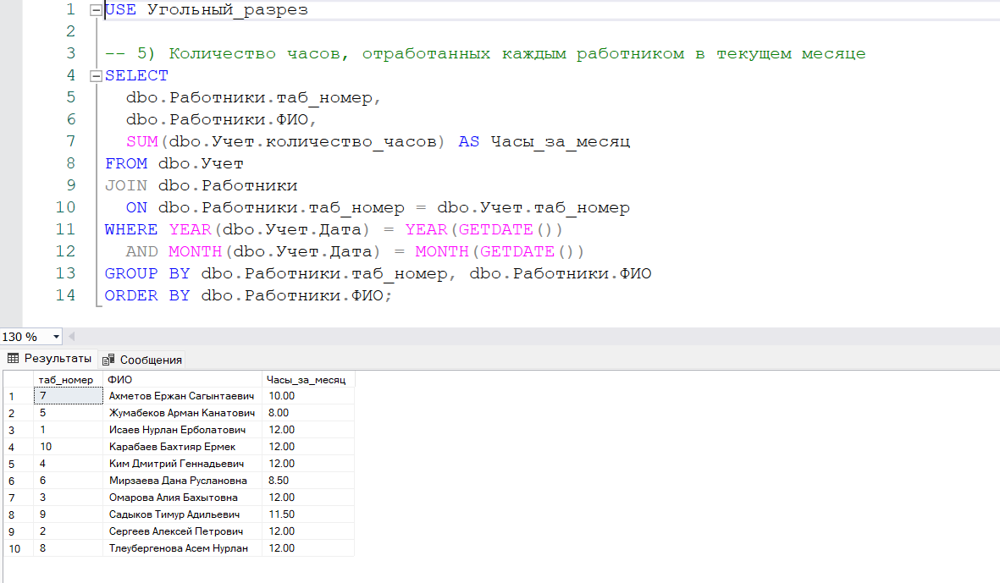 1 USE Угольный_разрез
2
3 -- 5) Количество часов, отработанных каждым работником в текущем месяце
4 SELECT
5 dbo.Работники.таб_номер,
6 dbo.Работники.ФИО,
7 SUM(dbo.Учет.количество_часов) AS Часы_за_месяц
8 FROM dbo.Учет
9 JOIN dbo.Работники
10 ON dbo.Работники.таб_номер = dbo.Учет.таб_номер
11 WHERE YEAR(dbo.Учет.Дата) = YEAR(GETDATE())
12 AND MONTH(dbo.Учет.Дата) = MONTH(GETDATE())
13 GROUP BY dbo.Работники.таб_номер, dbo.Работники.ФИО
14 ORDER BY dbo.Работники.ФИО;
130 %
Результаты Сообщения
таб_номер ФИО Часы_за_месяц
1 7 Ахметов Ержан Сагынтаевич 10.00
2 5 Жумабеков Арман Канатович 8.00
3 1 Исаев Нурлан Ерболатович 12.00
4 10 Карабаев Бахтияр Ермек 12.00
5 4 Ким Дмитрий Геннадьевич 12.00
6 6 Мирзаева Дана Руслановна 8.50
7 3 Омарова Алия Бахытовна 12.00
8 9 Садыков Тимур Адильевич 11.50
9 2 Сергеев Алексей Петрович 12.00
10 8 Тлеубергенова Асем Нурлан 12.00